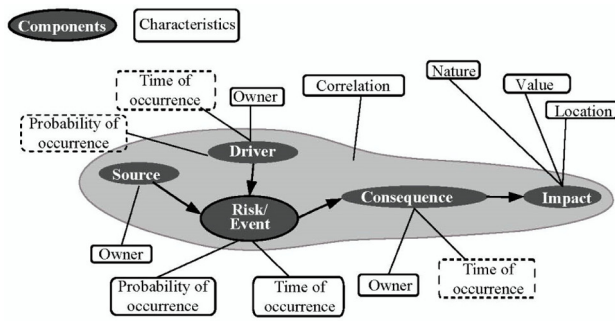 Components
Characteristics
Time of
occurrence
Owner
Correlation
Nature
Value
Location
Probability of
occurrence
Driver
Source
Risk/
Event
Consequence
Impact
Owner
Probability of
occurrence
Time of
occurrence
Owner
Time of
occurrence